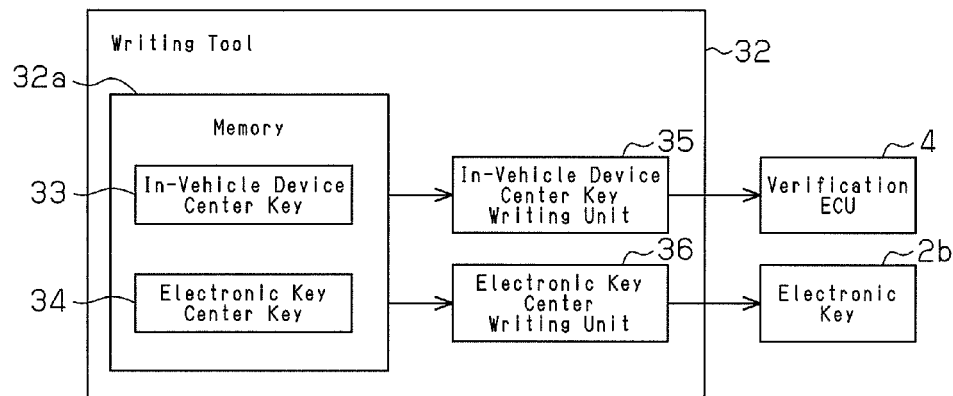 Writing Tool
32
32a
Memory
33
In-Vehicle Device
Center Key
35
In-Vehicle Device
Center Key
Writing Unit
4
Verification
ECU
34
Electronic Key
Center Key
36
Electronic Key
Center
Writing Unit
2b
Electronic
Key